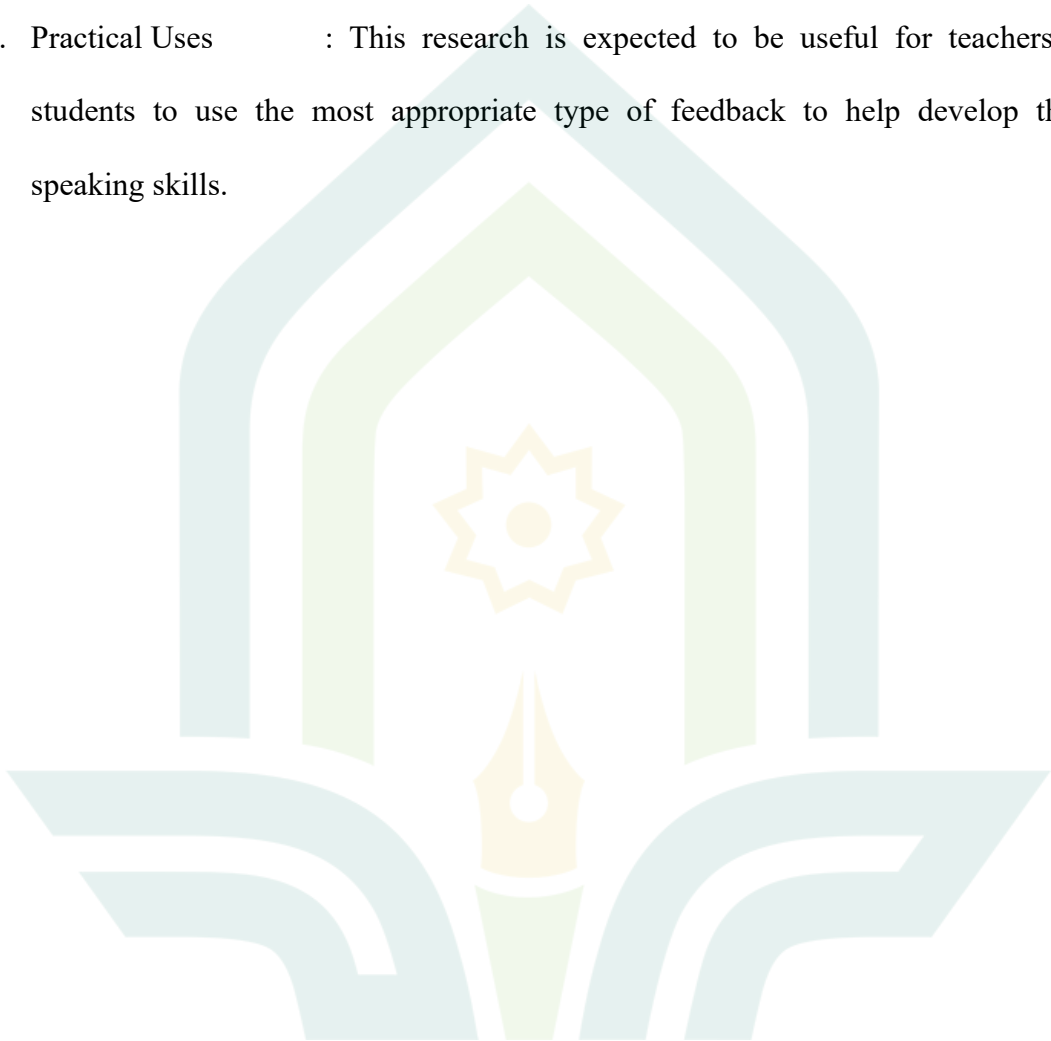 . Practical Uses : This research is expected to be useful for teachers
students to use the most appropriate type of feedback to help develop th
speaking skills.